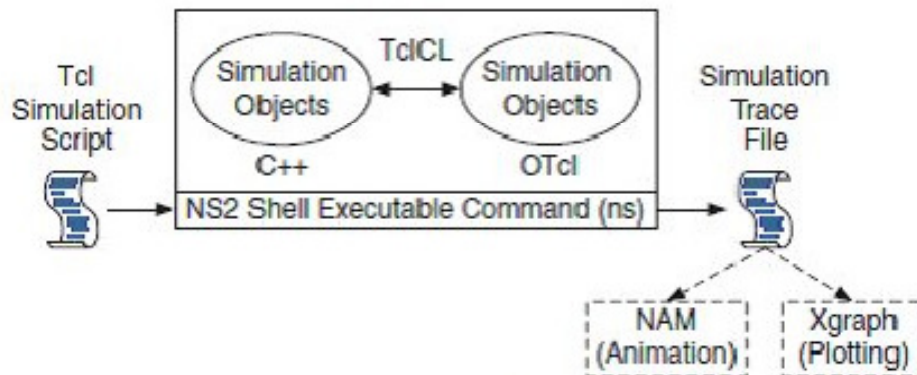 Tcl
Simulation
Script
TclCL
Simulation
Objects
C++
Simulation
Objects
OTcl
NS2 Shell Executable Command (ns)
Simulation
Trace
File
NAM
(Animation)
Xgraph
(Plotting)